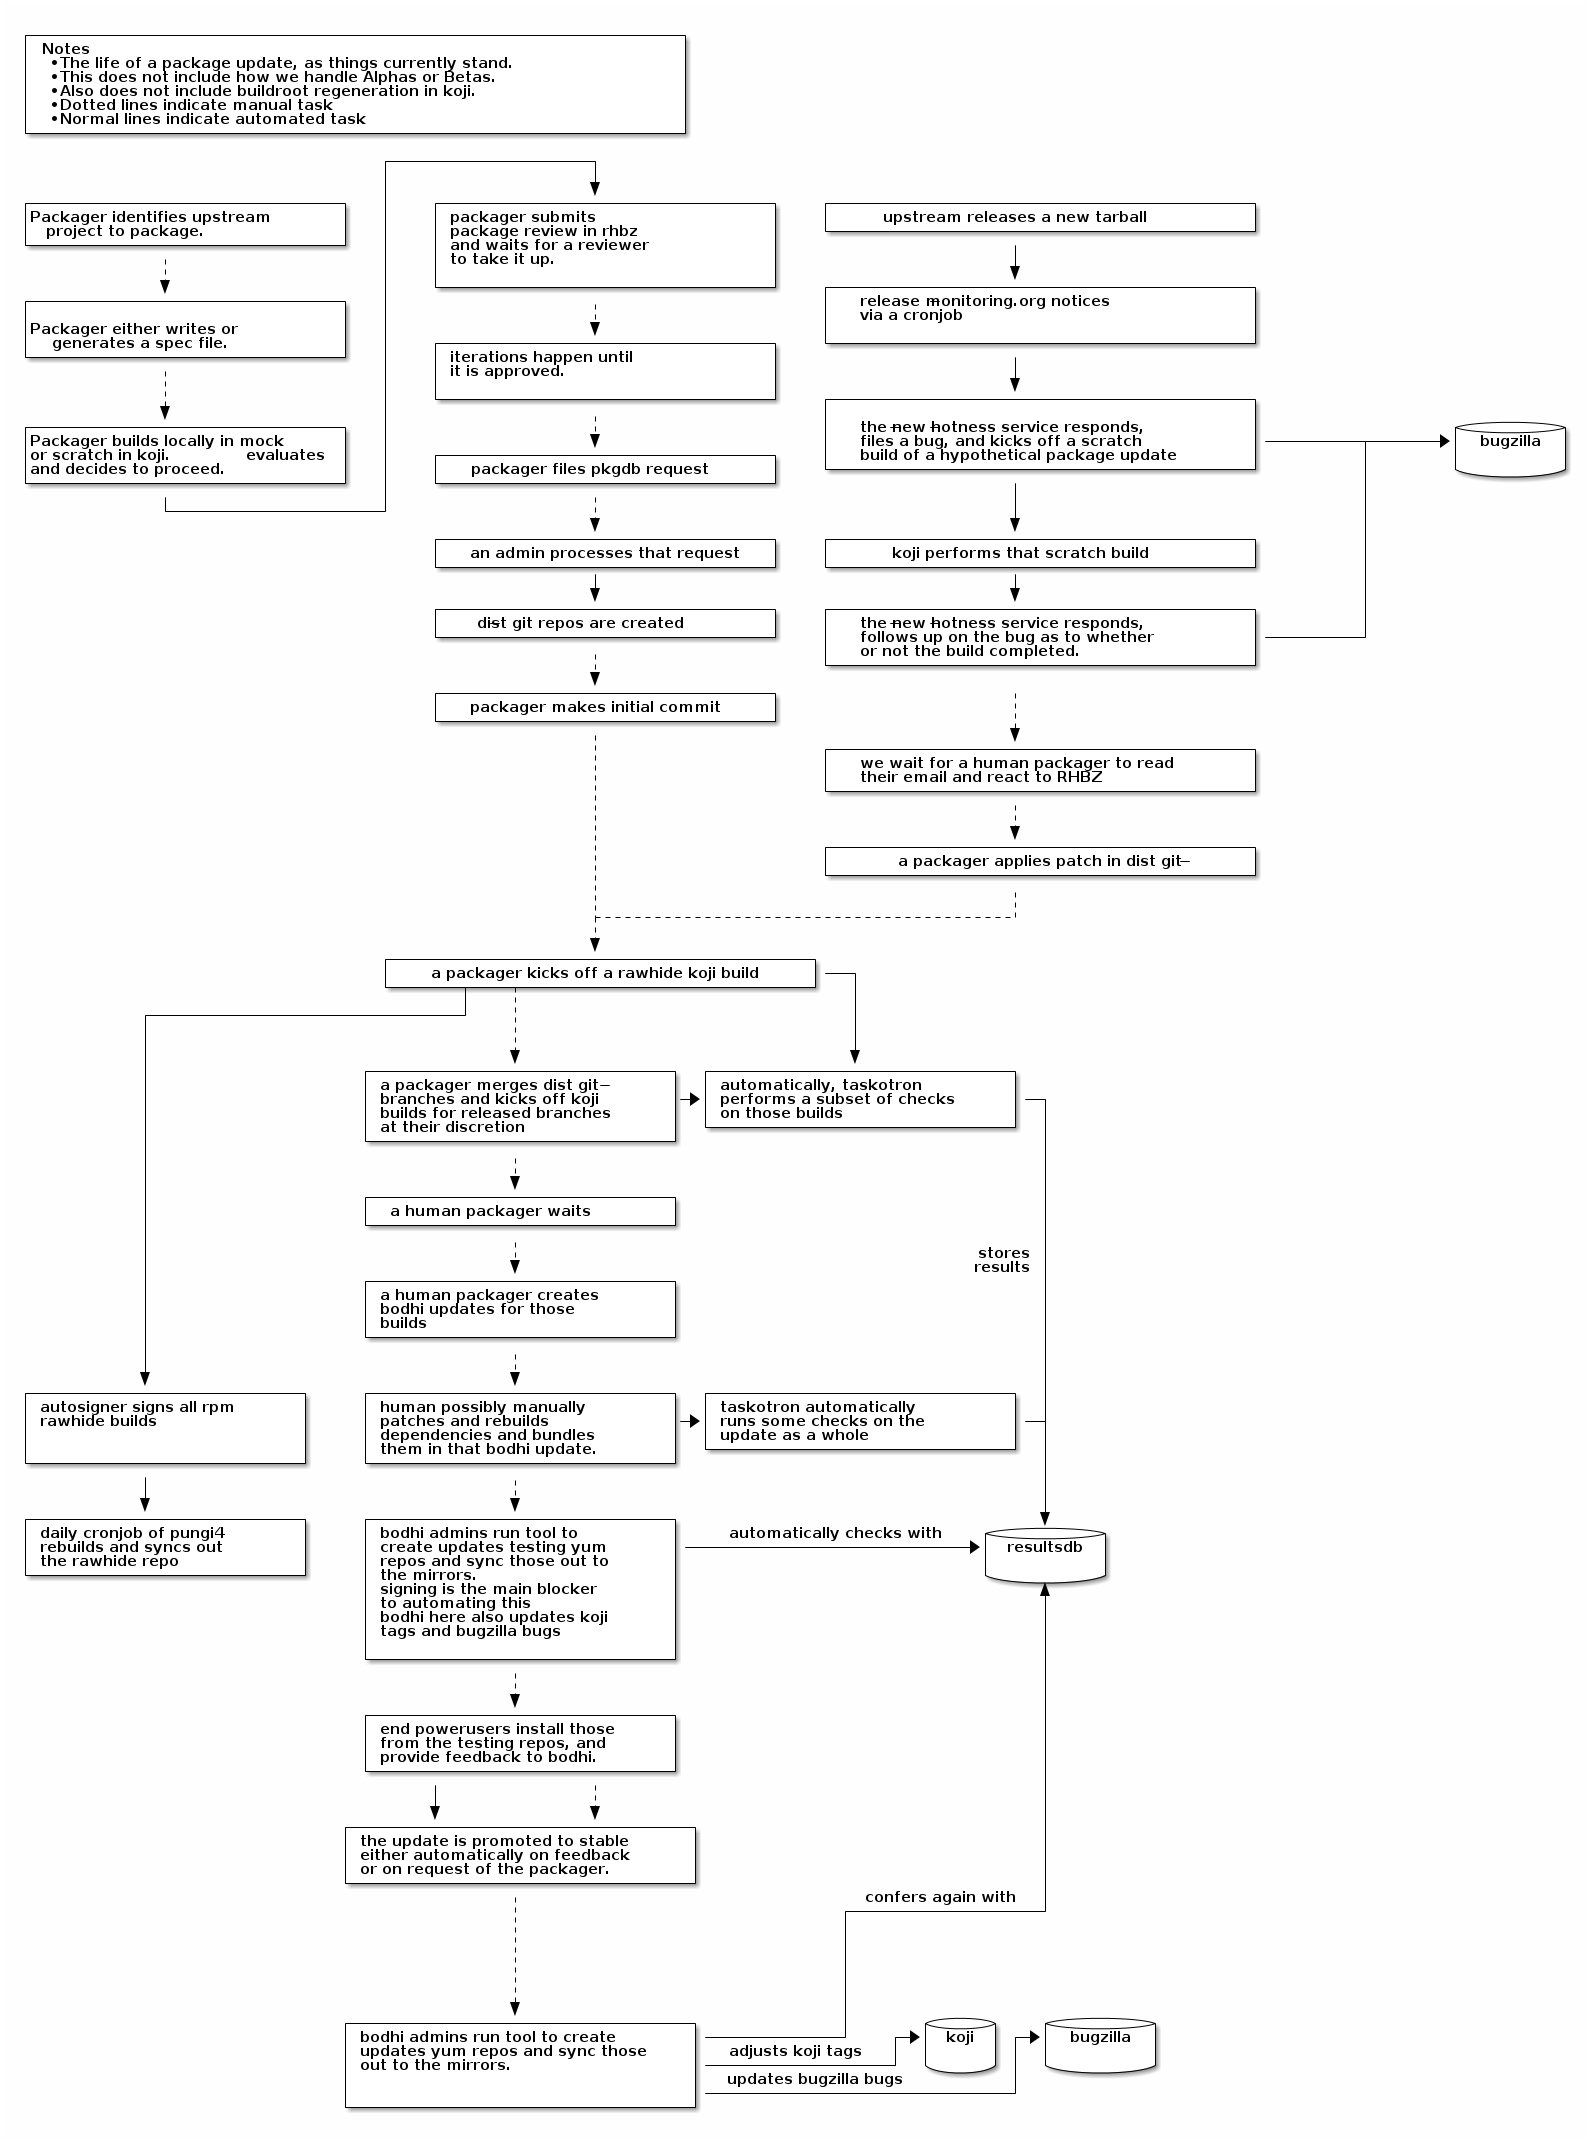 Notes
•The life of a package update, as things currently stand.
•This does not include how we handle Alphas or Betas.
•Also does not include buildroot regeneration in koji.
•Dotted lines indicate manual task
•Normal lines indicate automated task
Packager identifies upstream
project to package.
Packager either writes or
generates a spec file.
Packager builds locally in mock
or scratch in koji. evaluates
and decides to proceed.
packager submits
package review in rhbz
and waits for a reviewer
to take it up.
iterations happen until
it is approved.
packager files pkgdb request
an admin processes that request
dist git repos are created
packager makes initial commit
upstream releases a new tarball
release monitoring.org notices
via a cronjob
the new hotness service responds,
files a bug, and kicks off a scratch
build of a hypothetical package update
bugzilla
koji performs that scratch build
the new hotness service responds,
follows up on the bug as to whether
or not the build completed.
we wait for a human packager to read
their email and react to RHBZ
a packager applies patch in dist git—
a packager kicks off a rawhide koji build
a packager merges dist git—
branches and kicks off koji
builds for released branches
at their discretion
automatically, taskotron
performs a subset of checks
on those builds
a human packager waits
stores
results
a human packager creates
bodhi updates for those
builds
autosigner signs all rpm
rawhide builds
human possibly manually
patches and rebuilds
dependencies and bundles
them in that bodhi update.
taskotron automatically
runs some checks on the
update as a whole
daily cronjob of pungi4
rebuilds and syncs out
the rawhide repo
bodhi admins run tool to
create updates testing yum
repos and sync those out to
the mirrors.
signing is the main blocker
to automating this
bodhi here also updates koji
tags and bugzilla bugs
automatically checks with
resultsdb
end powerusers install those
from the testing repos, and
provide feedback to bodhi.
the update is promoted to stable
either automatically on feedback
or on request of the packager.
confers again with
bodhi admins run tool to create
updates yum repos and sync those
out to the mirrors.
adjusts koji tags
updates bugzilla bugs
koji
bugzilla